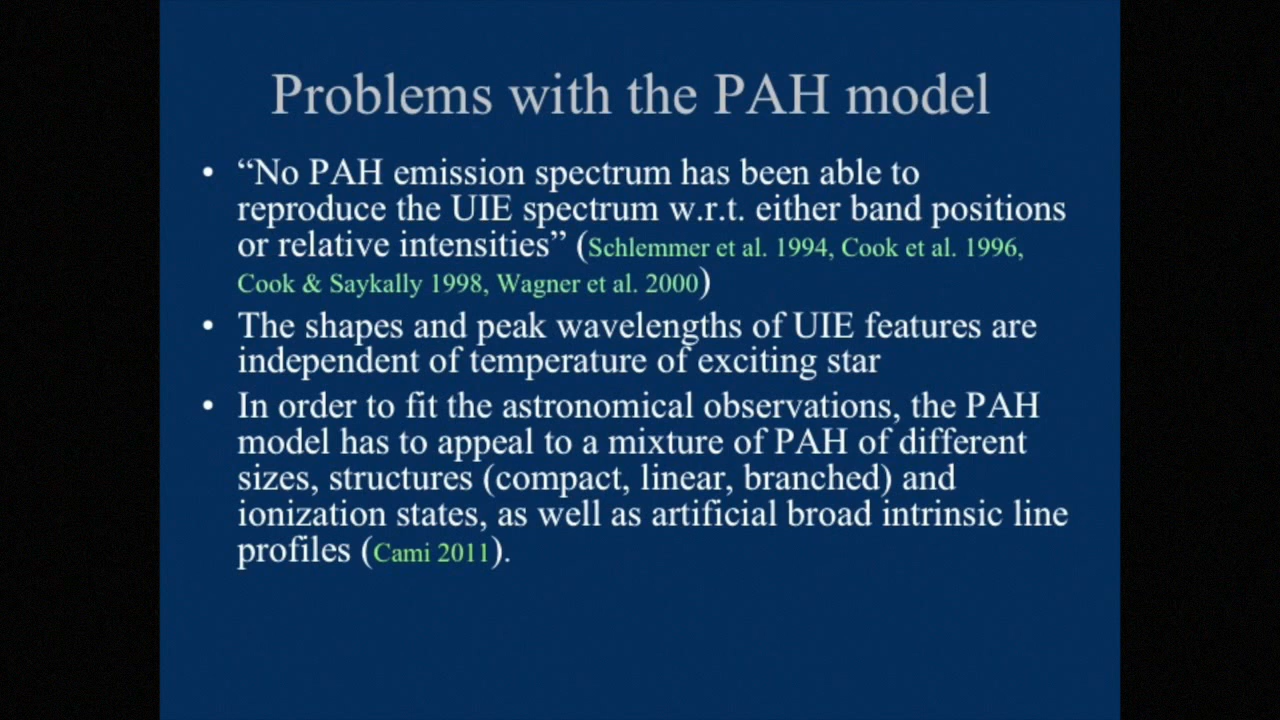 Problems with the PAH model
• “No PAH emission spectrum has been able to
reproduce the UIE spectrum w.r.t. either band positions
or relative intensities” (Schlemmer et al. 1994, Cook et al. 1996,
Cook & Saykally 1998, Wagner et al. 2000)
• The shapes and peak wavelengths of UIE features are
independent of temperature of exciting star
• In order to fit the astronomical observations, the PAH
model has to appeal to a mixture of PAH of different
sizes, structures (compact, linear, branched) and
ionization states, as well as artificial broad intrinsic line
profiles (Cami 2011).